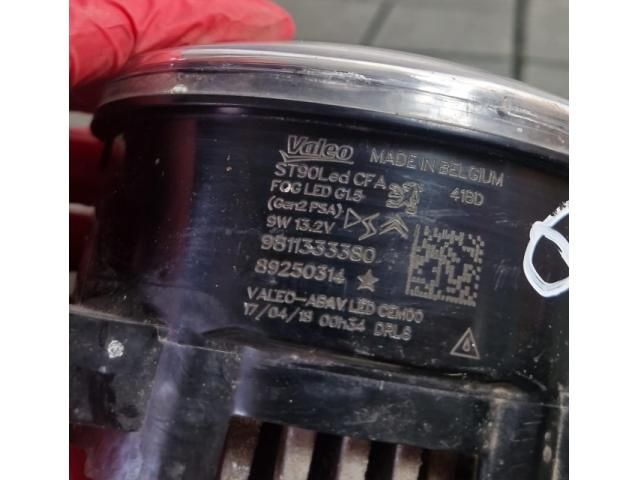 Valeo MADE IN BELGIUM
ST90Led CFA 418D
FOG LED G1.5
(Gen2 PSA)
9W 13.2V
9811333380
89250314
VALEO-ABAV LED CEM00
17/04/18 00h34 DRL6